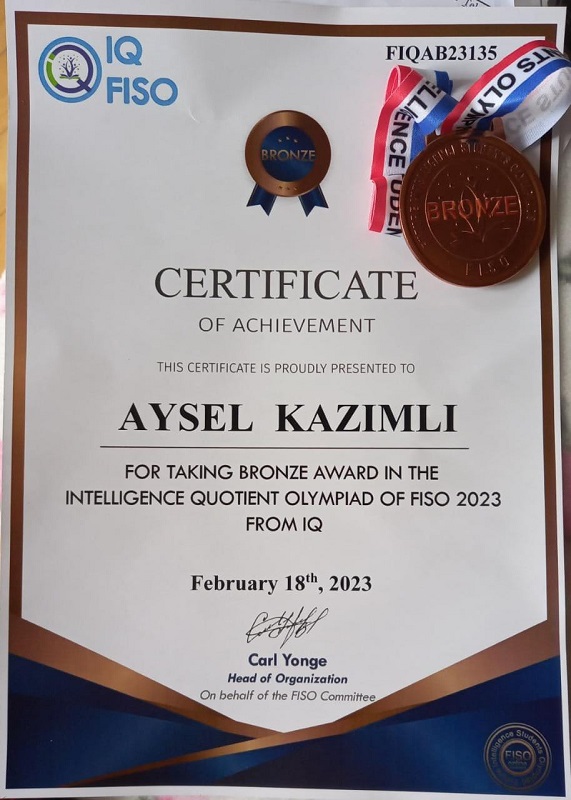 IQ
FISO
FIQAB23135
BRONZE
BRONZE
FISO
CERTIFICATE
OF ACHIEVEMENT
THIS CERTIFICATE IS PROUDLY PRESENTED TO
AYSEL KAZIMLI
FOR TAKING BRONZE AWARD IN THE
INTELLIGENCE QUOTIENT OLYMPIAD OF FISO 2023
FROM IQ
February 18th, 2023
Carl Yonge
Head of Organization
On behalf of the FISO Committee
FISO